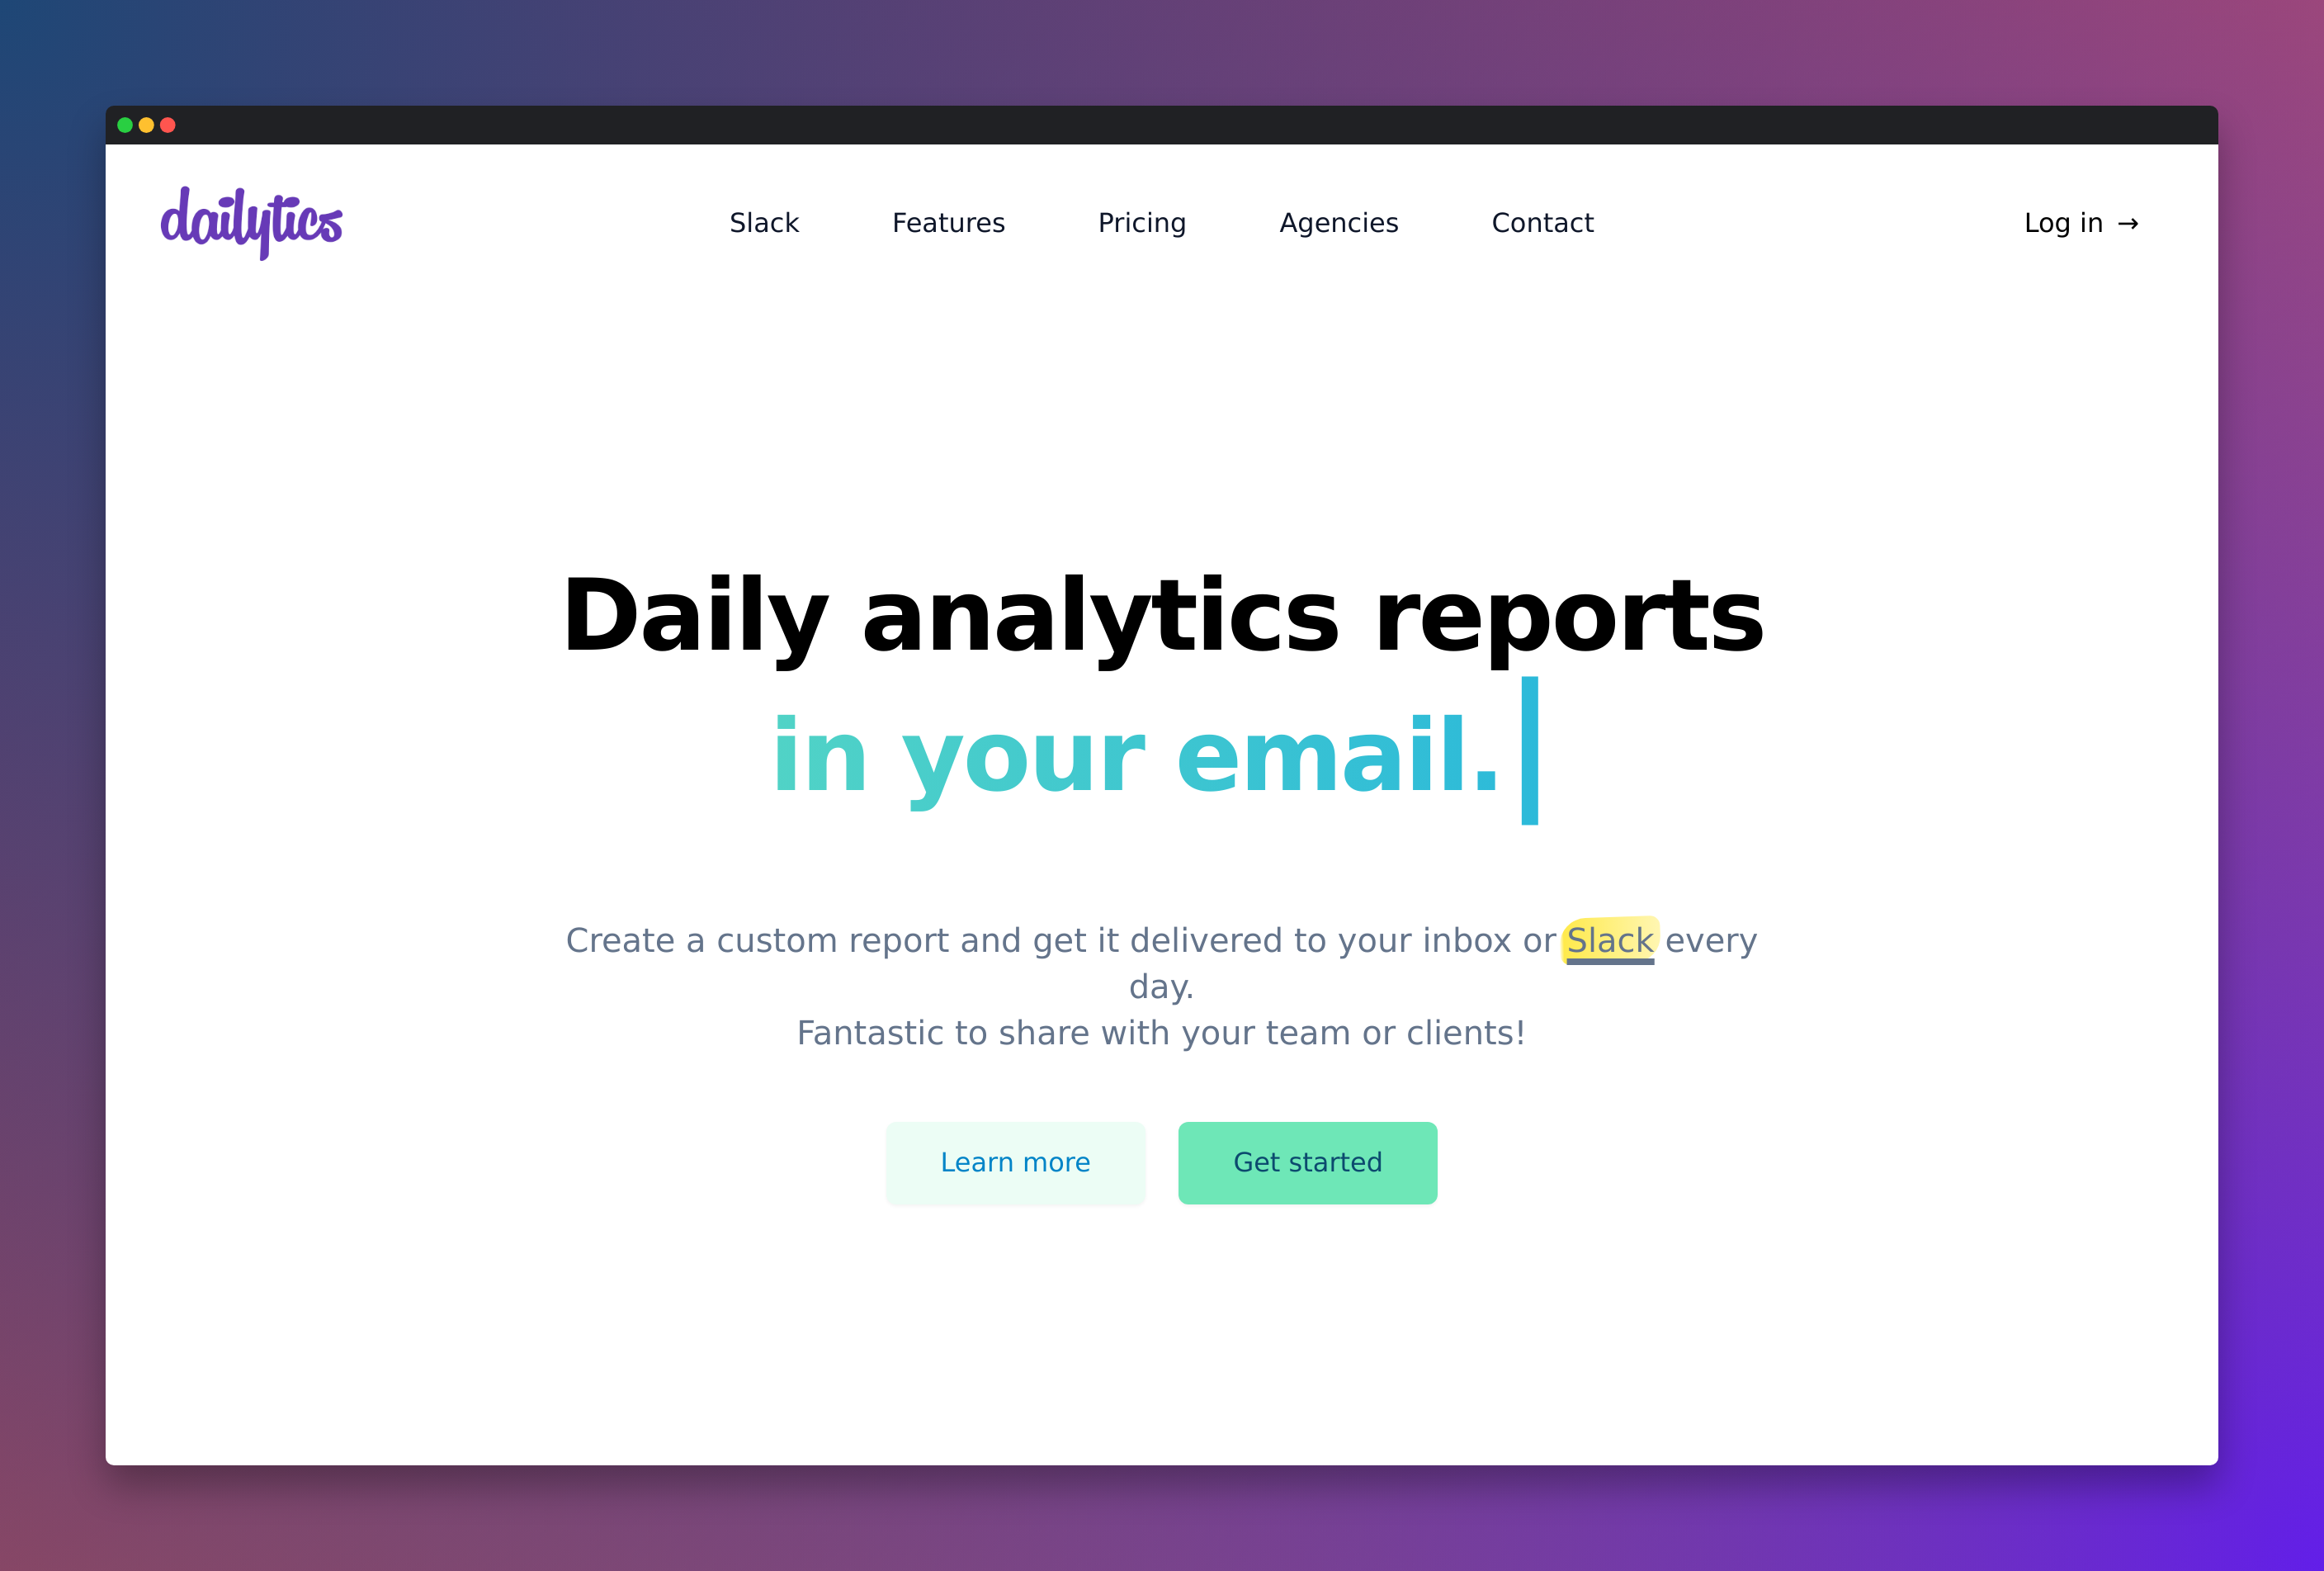 dailytics
Slack
Features
Pricing
Agencies
Contact
Log in →
Daily analytics reports
in your email.
Create a custom report and get it delivered to your inbox or Slack every
day.
Fantastic to share with your team or clients!
Learn more
Get started